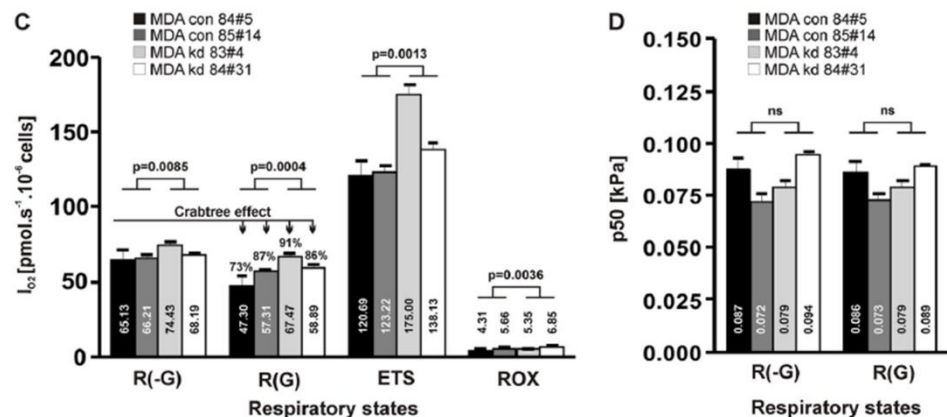 C
MDA con 84#5
MDA con 85#14
MDA kd 83#4
MDA kd 84#31
200
150
100
50
0
I_O2 [pmol.s⁻¹.10⁻⁶ cells]
p=0.0085
p=0.0004
p=0.0013
p=0.0036
Crabtree effect
73%
87%
91%
86%
65.13
66.21
74.43
68.19
47.30
57.31
67.47
58.89
120.69
123.22
175.00
138.13
4.31
5.66
5.35
6.85
R(-G)
R(G)
ETS
ROX
Respiratory states
D
MDA con 84#5
MDA con 85#14
MDA kd 83#4
MDA kd 84#31
0.150
0.125
0.100
0.075
0.050
0.025
0.000
p50 [kPa]
ns
ns
0.087
0.072
0.079
0.094
0.086
0.073
0.079
0.089
R(-G)
R(G)
Respiratory states